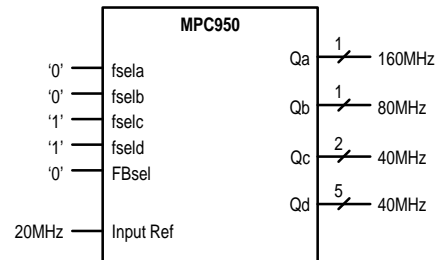 MPC950
'0' fsela
'0' fselb
'1' fselc
'1' fseld
'0' FBsel
20MHz Input Ref
Qa 1 160MHz
Qb 1 80MHz
Qc 2 40MHz
Qd 5 40MHz